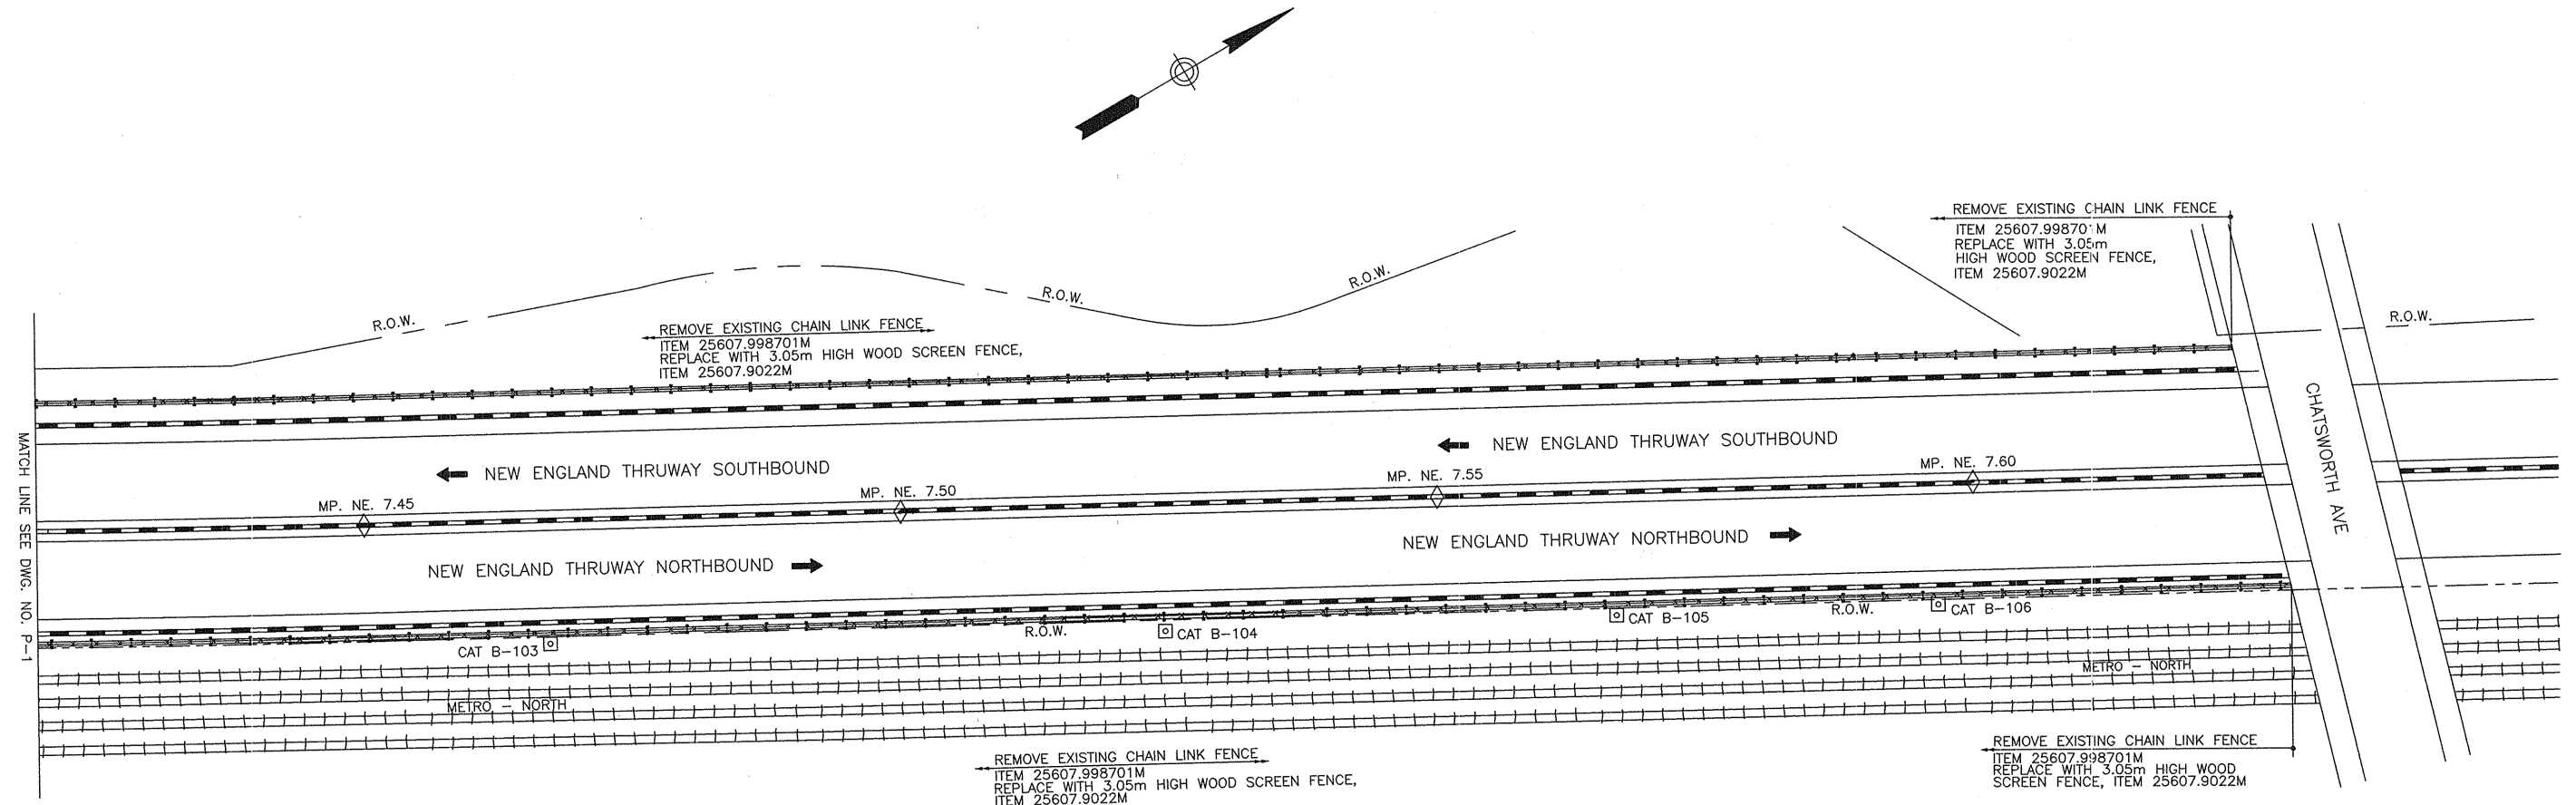 REMOVE EXISTING CHAIN LINK FENCE
ITEM 25607.998701M
REPLACE WITH 3.05m
HIGH WOOD SCREEN FENCE,
ITEM 25607.9022M
R.O.W.
R.O.W.
R.O.W.
R.O.W.
REMOVE EXISTING CHAIN LINK FENCE
ITEM 25607.998701M
REPLACE WITH 3.05m HIGH WOOD SCREEN FENCE,
ITEM 25607.9022M
MATCH LINE SEE DWG. NO. P-1
CHATSWORTH AVE
NEW ENGLAND THRUWAY SOUTHBOUND
NEW ENGLAND THRUWAY SOUTHBOUND
MP. NE. 7.45
MP. NE. 7.50
MP. NE. 7.55
MP. NE. 7.60
NEW ENGLAND THRUWAY NORTHBOUND
NEW ENGLAND THRUWAY NORTHBOUND
CAT B-103
R.O.W.
CAT B-104
CAT B-105
R.O.W.
CAT B-106
METRO - NORTH
METRO - NORTH
REMOVE EXISTING CHAIN LINK FENCE
ITEM 25607.998701M
REPLACE WITH 3.05m HIGH WOOD SCREEN FENCE,
ITEM 25607.9022M
REMOVE EXISTING CHAIN LINK FENCE
ITEM 25607.998701M
REPLACE WITH 3.05m HIGH WOOD
SCREEN FENCE, ITEM 25607.9022M